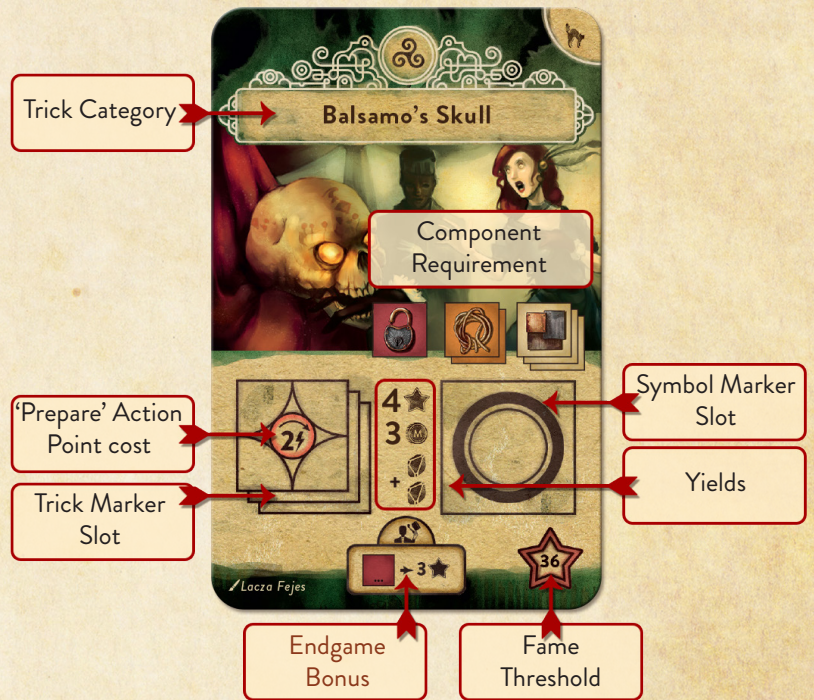 Balsamo's Skull
Trick Category
Component
Requirement
'Prepare' Action
Point cost
2
4
3 M
+
Symbol Marker
Slot
Yields
Trick Marker
Slot
... 3
36
Lacza Fejes
Endgame
Bonus
Fame
Threshold